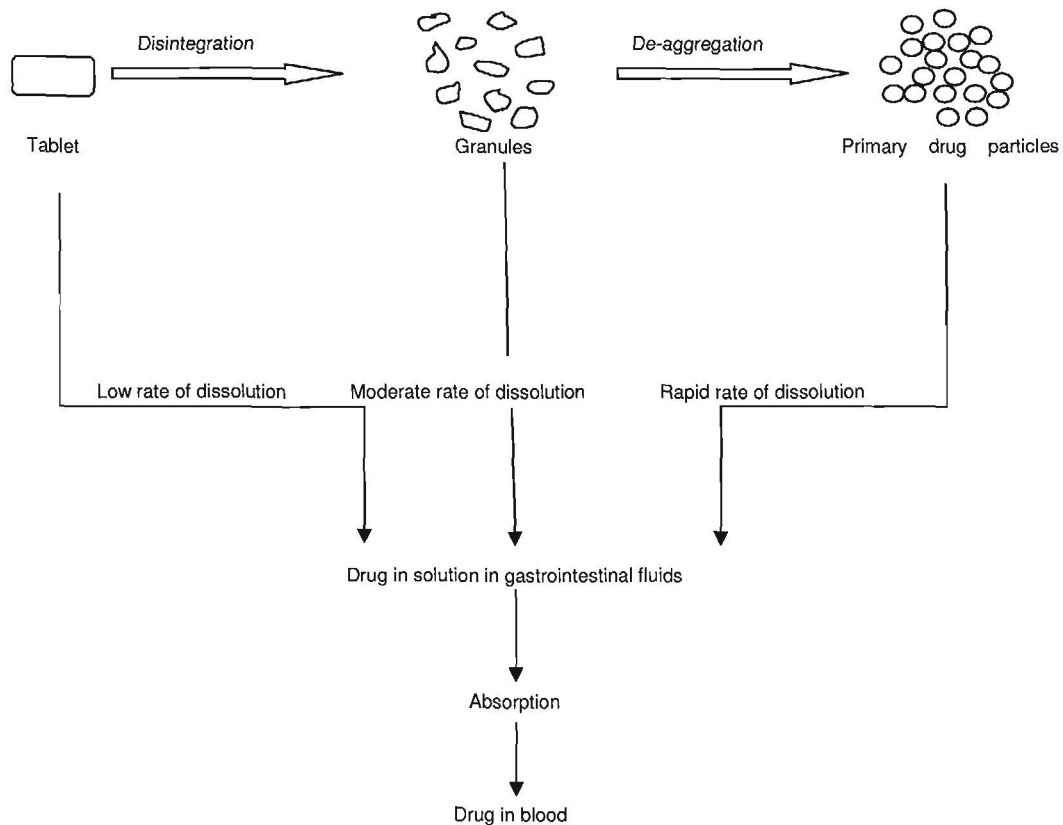 Disintegration
De-aggregation
Tablet
Granules
Primary drug particles
Low rate of dissolution
Moderate rate of dissolution
Rapid rate of dissolution
Drug in solution in gastrointestinal fluids
Absorption
Drug in blood